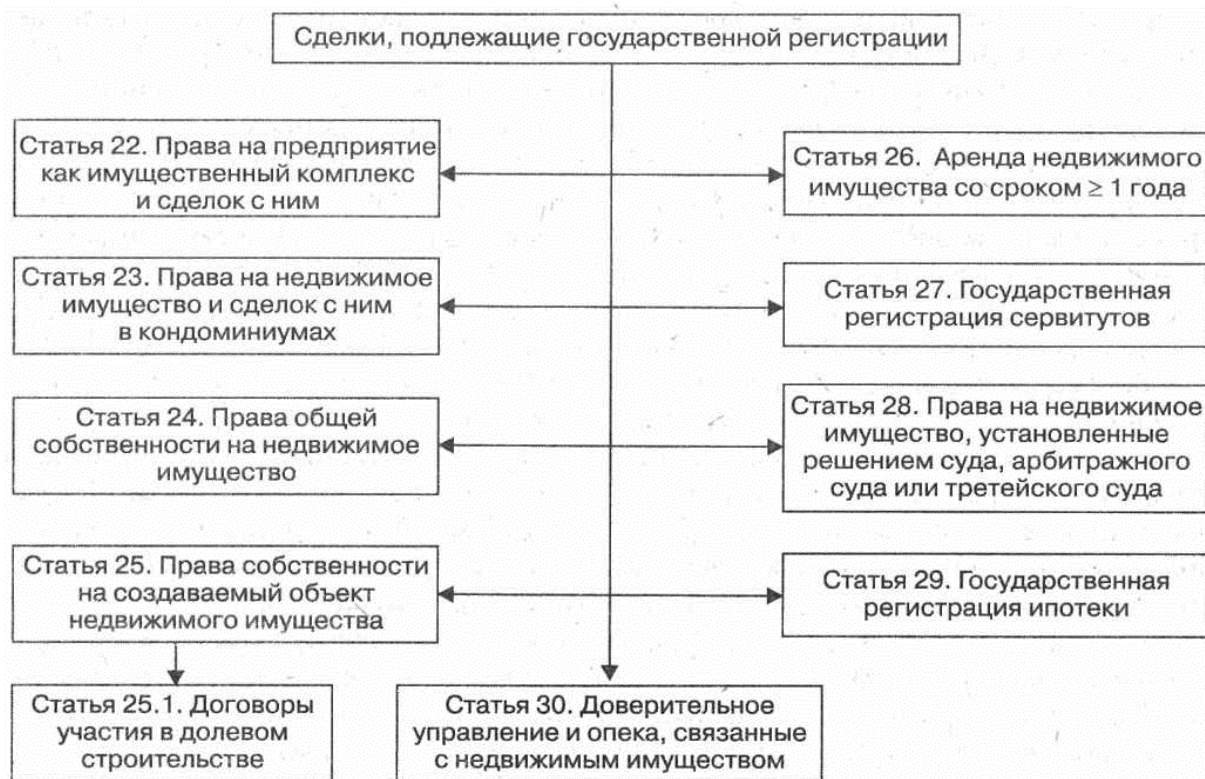 Сделки, подлежащие государственной регистрации
Статья 22. Права на предприятие
как имущественный комплекс
и сделок с ним
Статья 26. Аренда недвижимого
имущества со сроком ≥ 1 года
Статья 23. Права на недвижимое
имущество и сделок с ним
в кондоминиумах
Статья 27. Государственная
регистрация сервитутов
Статья 24. Права общей
собственности на недвижимое
имущество
Статья 28. Права на недвижимое
имущество, установленные
решением суда, арбитражного
суда или третейского суда
Статья 25. Права собственности
на создаваемый объект
недвижимого имущества
Статья 29. Государственная
регистрация ипотеки
Статья 25.1. Договоры
участия в долевом
строительстве
Статья 30. Доверительное
управление и опека, связанные
с недвижимым имуществом